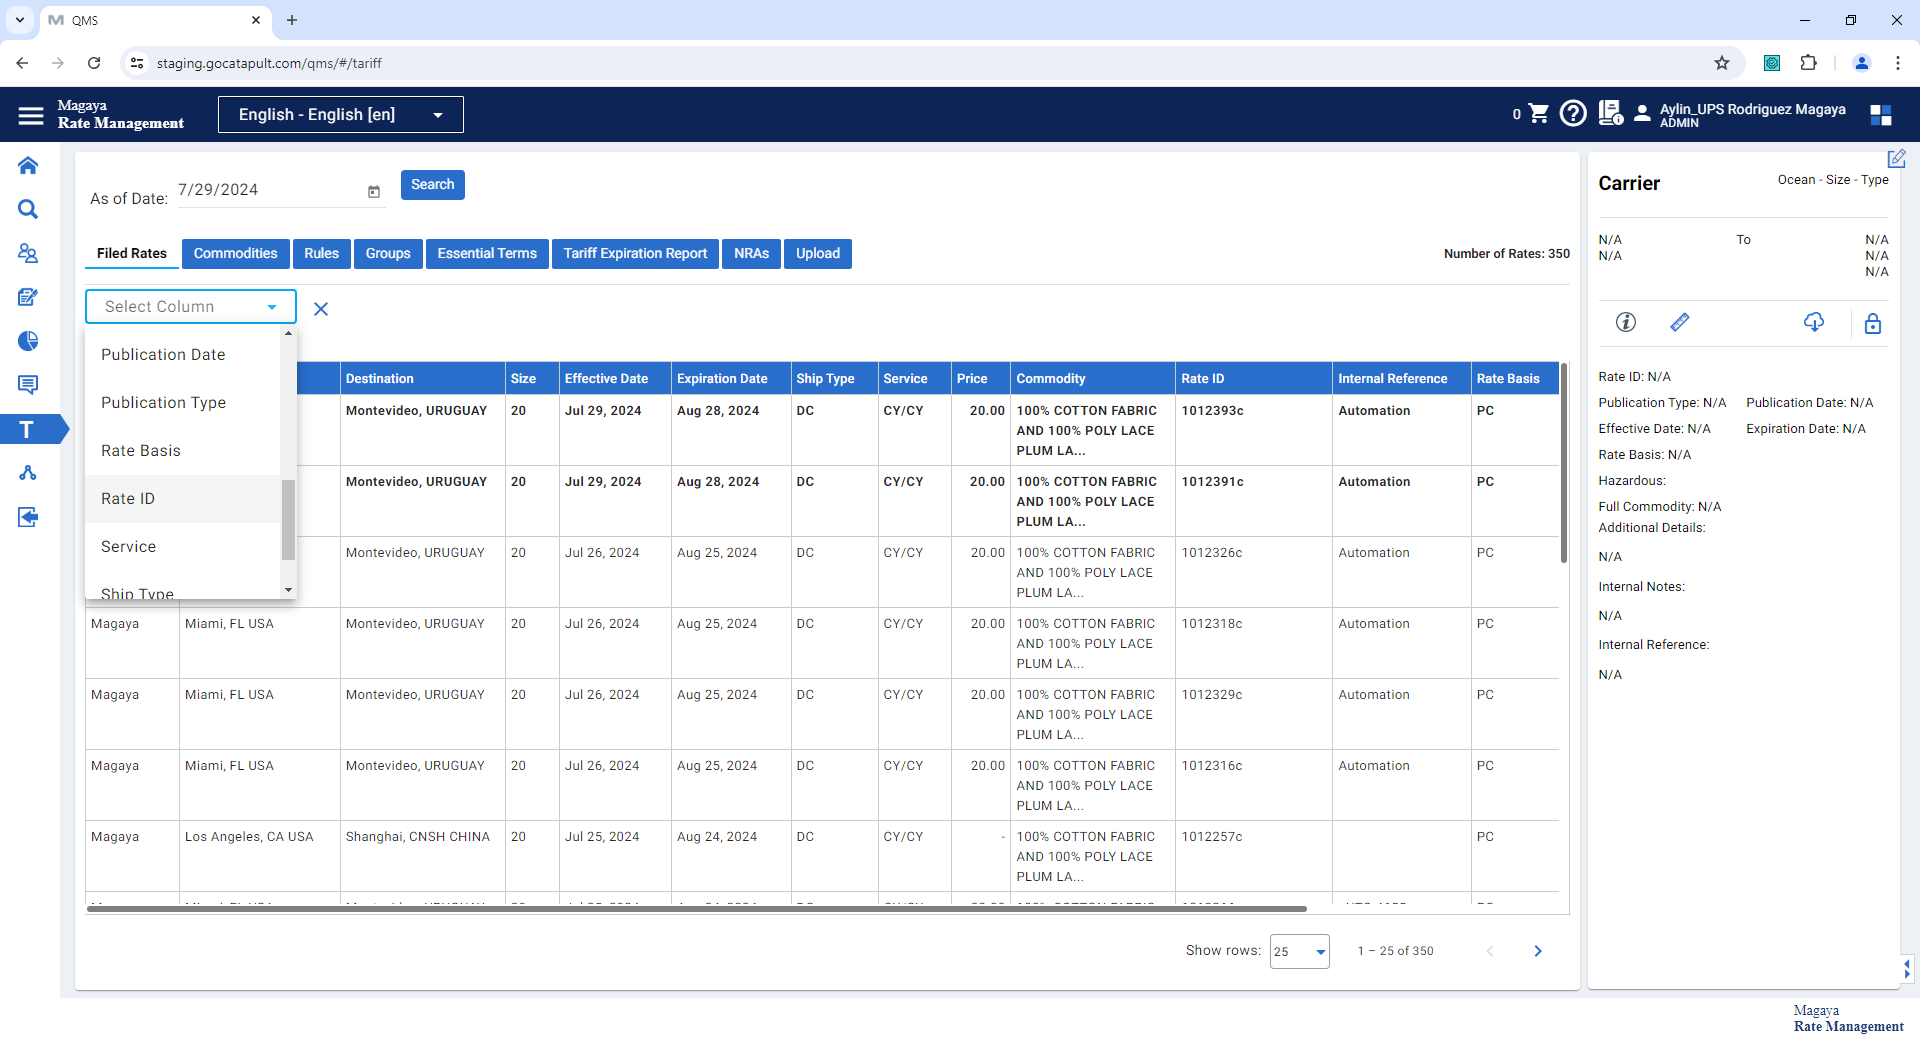 QMS
staging.gocatapult.com/qms/#/tariff
Magaya
Rate Management
English - English [en]
0
Aylin_UPS Rodriguez Magaya
ADMIN
As of Date:
7/29/2024
Search
Filed Rates
Commodities
Rules
Groups
Essential Terms
Tariff Expiration Report
NRAs
Upload
Number of Rates: 350
Select Column
Publication Date
Publication Type
Rate Basis
Rate ID
Service
Ship Type
Destination Size Effective Date Expiration Date Ship Type Service Price Commodity Rate ID Internal Reference Rate Basis
Montevideo, URUGUAY 20 Jul 29, 2024 Aug 28, 2024 DC CY/CY 20.00 100% COTTON FABRIC 1012393c Automation PC
AND 100% POLY LACE
PLUM LA...
Montevideo, URUGUAY 20 Jul 29, 2024 Aug 28, 2024 DC CY/CY 20.00 100% COTTON FABRIC 1012391c Automation PC
AND 100% POLY LACE
PLUM LA...
Montevideo, URUGUAY 20 Jul 26, 2024 Aug 25, 2024 DC CY/CY 20.00 100% COTTON FABRIC 1012326c Automation PC
AND 100% POLY LACE
PLUM LA...
Magaya Miami, FL USA Montevideo, URUGUAY 20 Jul 26, 2024 Aug 25, 2024 DC CY/CY 20.00 100% COTTON FABRIC 1012318c Automation PC
AND 100% POLY LACE
PLUM LA...
Magaya Miami, FL USA Montevideo, URUGUAY 20 Jul 26, 2024 Aug 25, 2024 DC CY/CY 20.00 100% COTTON FABRIC 1012329c Automation PC
AND 100% POLY LACE
PLUM LA...
Magaya Miami, FL USA Montevideo, URUGUAY 20 Jul 26, 2024 Aug 25, 2024 DC CY/CY 20.00 100% COTTON FABRIC 1012316c Automation PC
AND 100% POLY LACE
PLUM LA...
Magaya Los Angeles, CA USA Shanghai, CNSH CHINA 20 Jul 25, 2024 Aug 24, 2024 DC CY/CY - 100% COTTON FABRIC 1012257c PC
AND 100% POLY LACE
PLUM LA...
Show rows: 25 1 – 25 of 350
Carrier
Ocean - Size - Type
N/A To N/A
N/A N/A
N/A
Rate ID: N/A
Publication Type: N/A Publication Date: N/A
Effective Date: N/A Expiration Date: N/A
Rate Basis: N/A
Hazardous:
Full Commodity: N/A
Additional Details:
N/A
Internal Notes:
N/A
Internal Reference:
N/A
T
Magaya
Rate Management